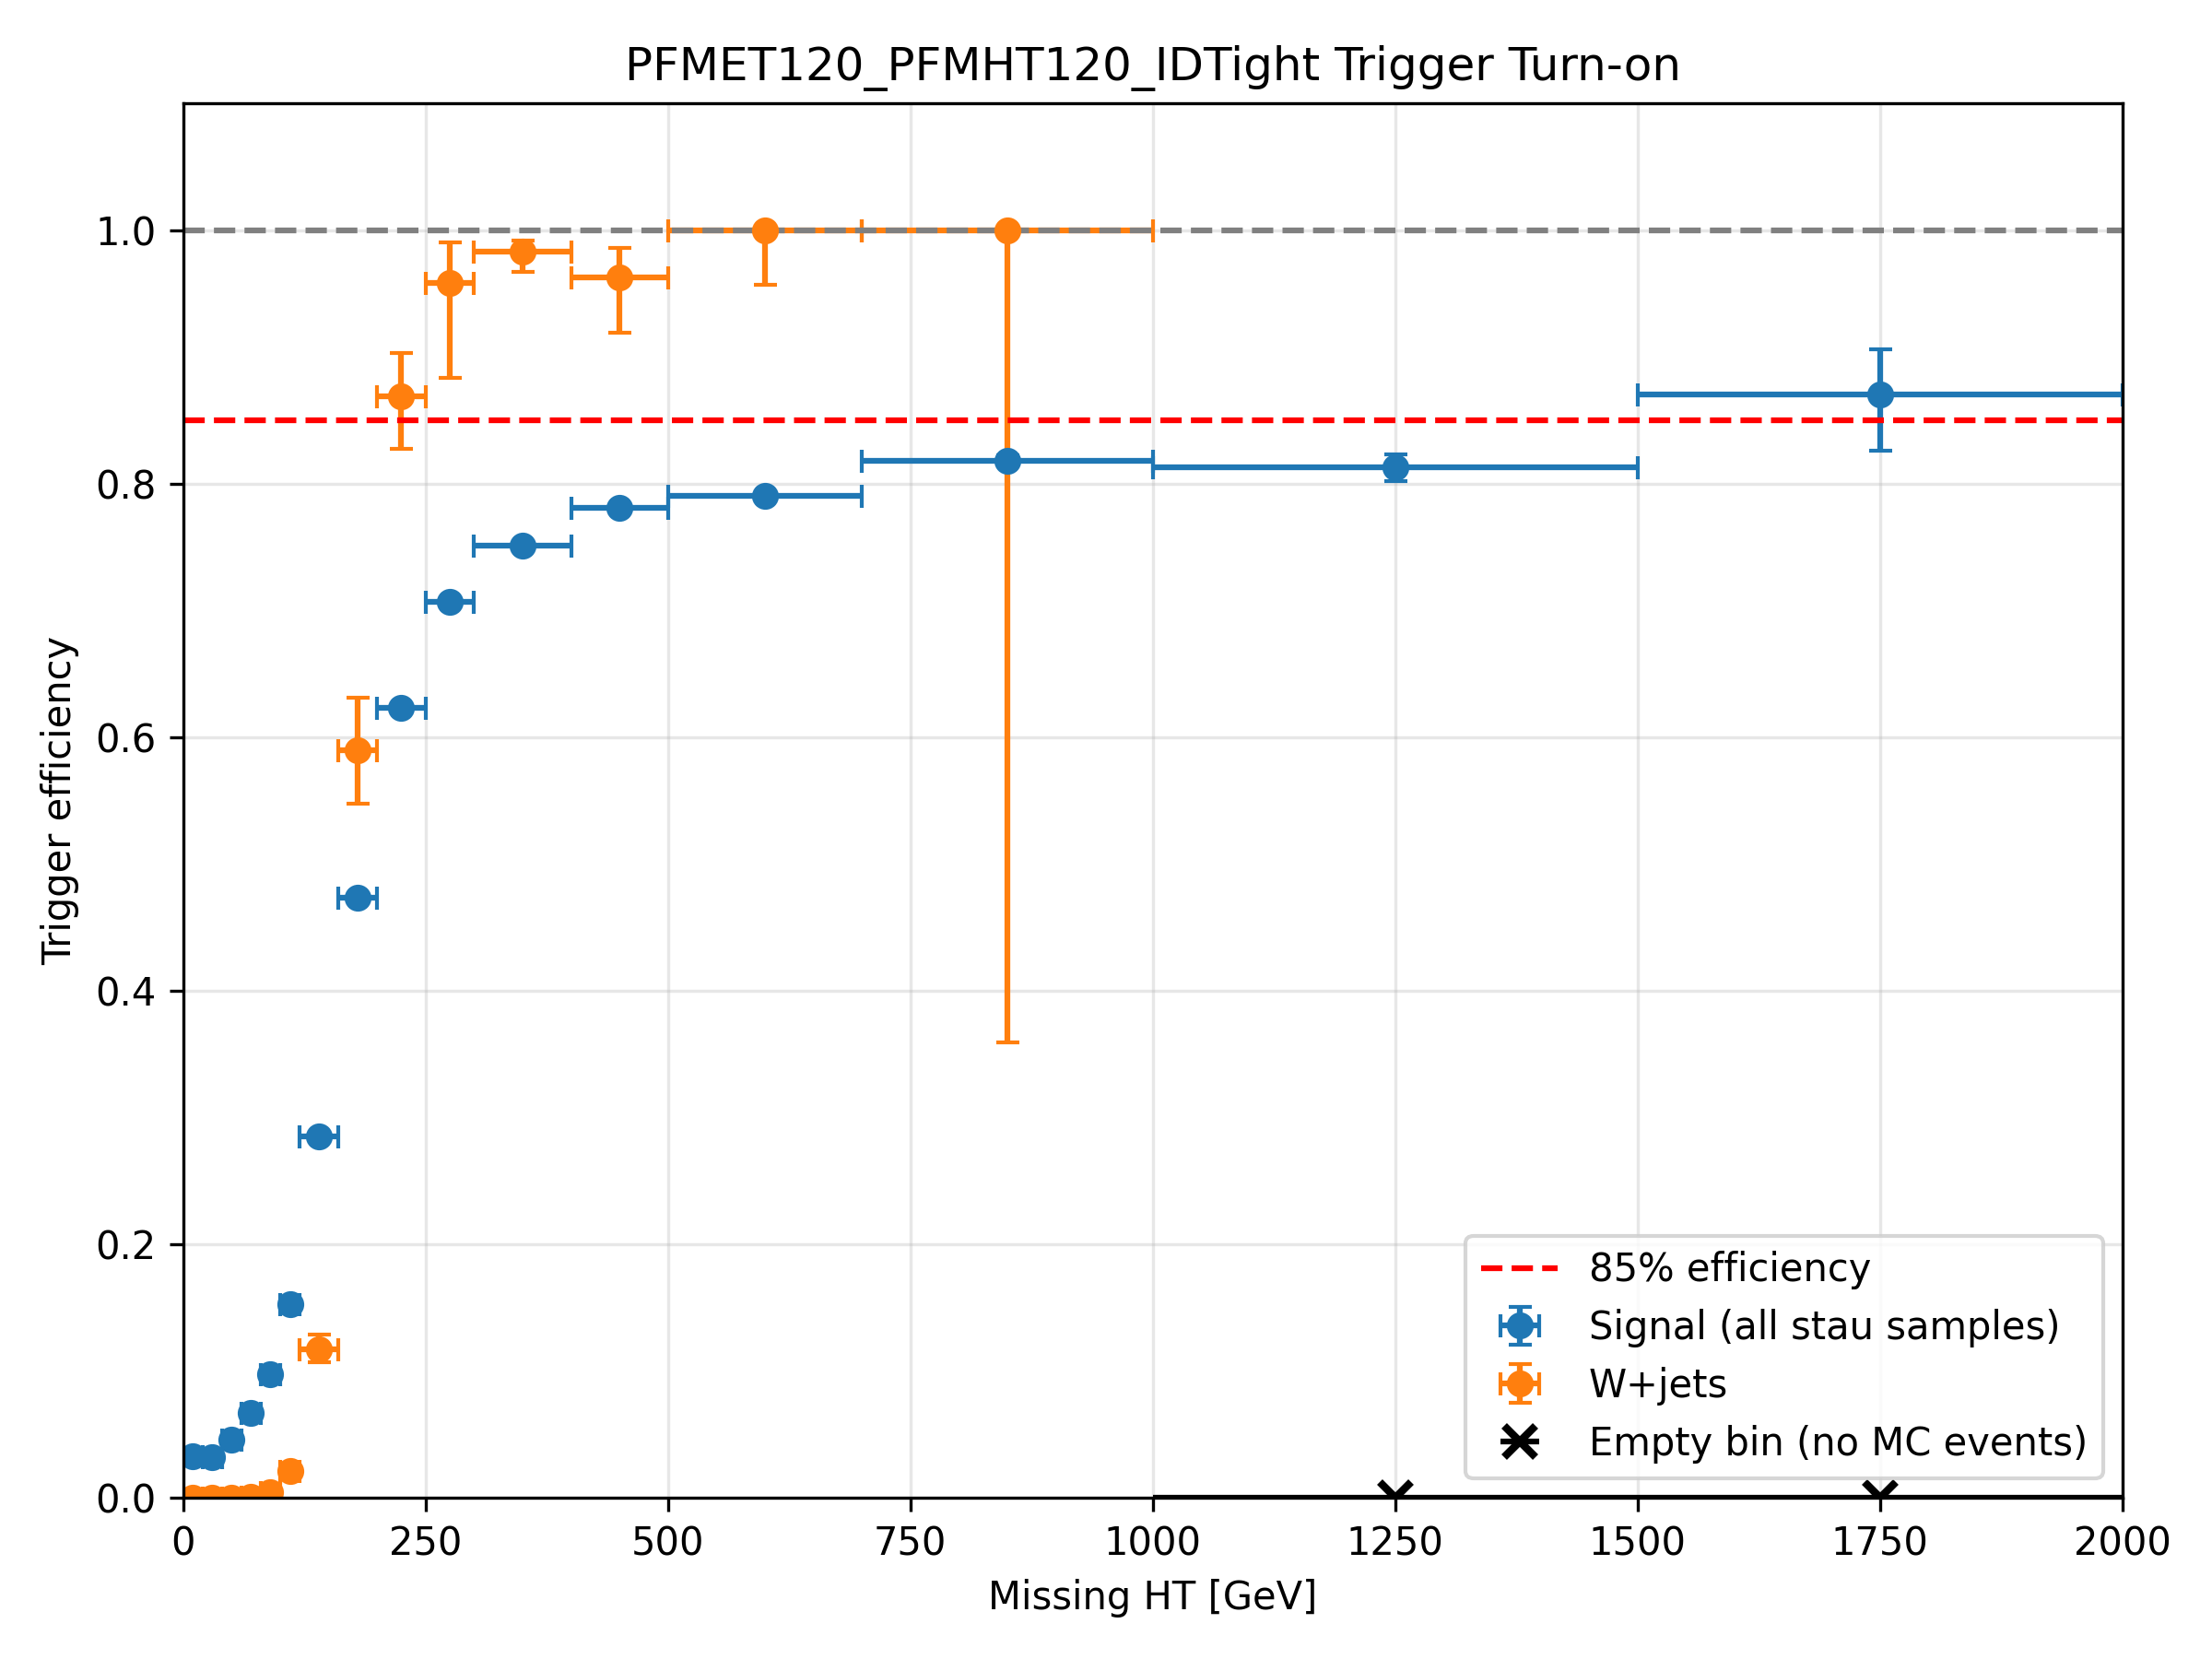 PFMET120_PFMHT120_IDTight Trigger Turn-on
Trigger efficiency
1.0
0.8
0.6
0.4
0.2
0.0
85% efficiency
Signal (all stau samples)
W+jets
Empty bin (no MC events)
0 250 500 750 1000 1250 1500 1750 2000
Missing HT [GeV]